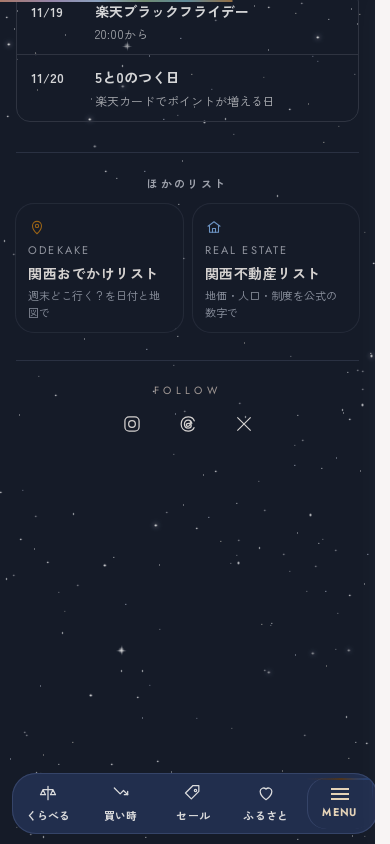 11/19 楽天ブラックフライデー
20:00から
11/20 5と0のつく日
楽天カードでポイントが増える日
ほかのリスト
ODEKAKE
関西おでかけリスト
週末どこ行く？を日付と地
図で
REAL ESTATE
関西不動産リスト
地価・人口・制度を公式の
数字で
FOLLOW
くらべる
買い時
セール
ふるさと
MENU